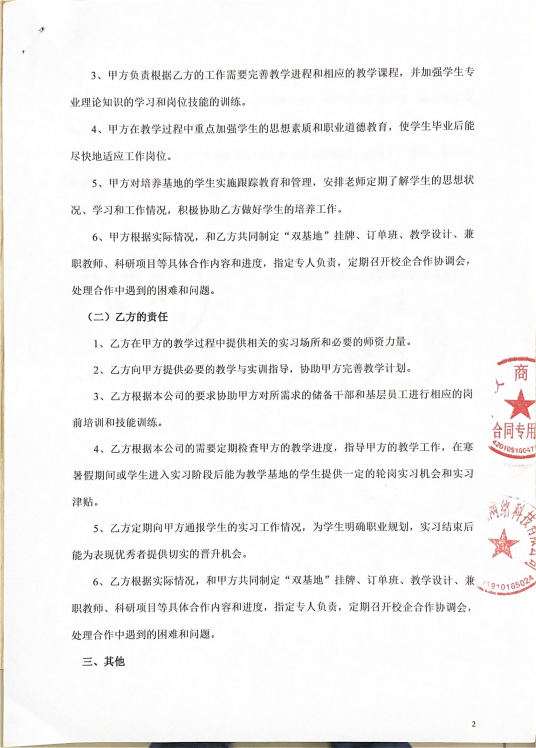 3、甲方负责根据乙方的工作需要完善教学进程和相应的教学课程，并加强学生专
业理论知识的学习和岗位技能的训练。
4、甲方在教学过程中重点加强学生的思想素质和职业道德教育，使学生毕业后能
尽快地适应工作岗位。
5、甲方对培养基地的学生实施跟踪教育和管理，安排老师定期了解学生的思想状
况、学习和工作情况，积极协助乙方做好学生的培养工作。
6、甲方根据实际情况，和乙方共同制定“双基地”挂牌、订单班、教学设计、兼
职教师、科研项目等具体合作内容和进度，指定专人负责，定期召开校企合作协调会，
处理合作中遇到的困难和问题。
（二）乙方的责任
1、乙方在甲方的教学过程中提供相关的实习场所和必要的师资力量。
2、乙方向甲方提供必要的教学与实训指导，协助甲方完善教学计划。
3、乙方根据本公司的要求协助甲方对所需求的储备干部和基层员工进行相应的岗
前培训和技能训练。
4、乙方根据本公司的需要定期检查甲方的教学进度，指导甲方的教学工作，在寒
暑假期间或学生进入实习阶段后能为教学基地的学生提供一定的轮岗实习机会和实习
津贴。
5、乙方定期向甲方通报学生的实习工作情况，为学生明确职业规划，实习结束后
能为表现优秀者提供切实的晋升机会。
6、乙方根据实际情况，和甲方共同制定“双基地”挂牌、订单班、教学设计、兼
职教师、科研项目等具体合作内容和进度，指定专人负责，定期召开校企合作协调会，
处理合作中遇到的困难和问题。
三、其他
商
合同专用
网络科技有限公司
2